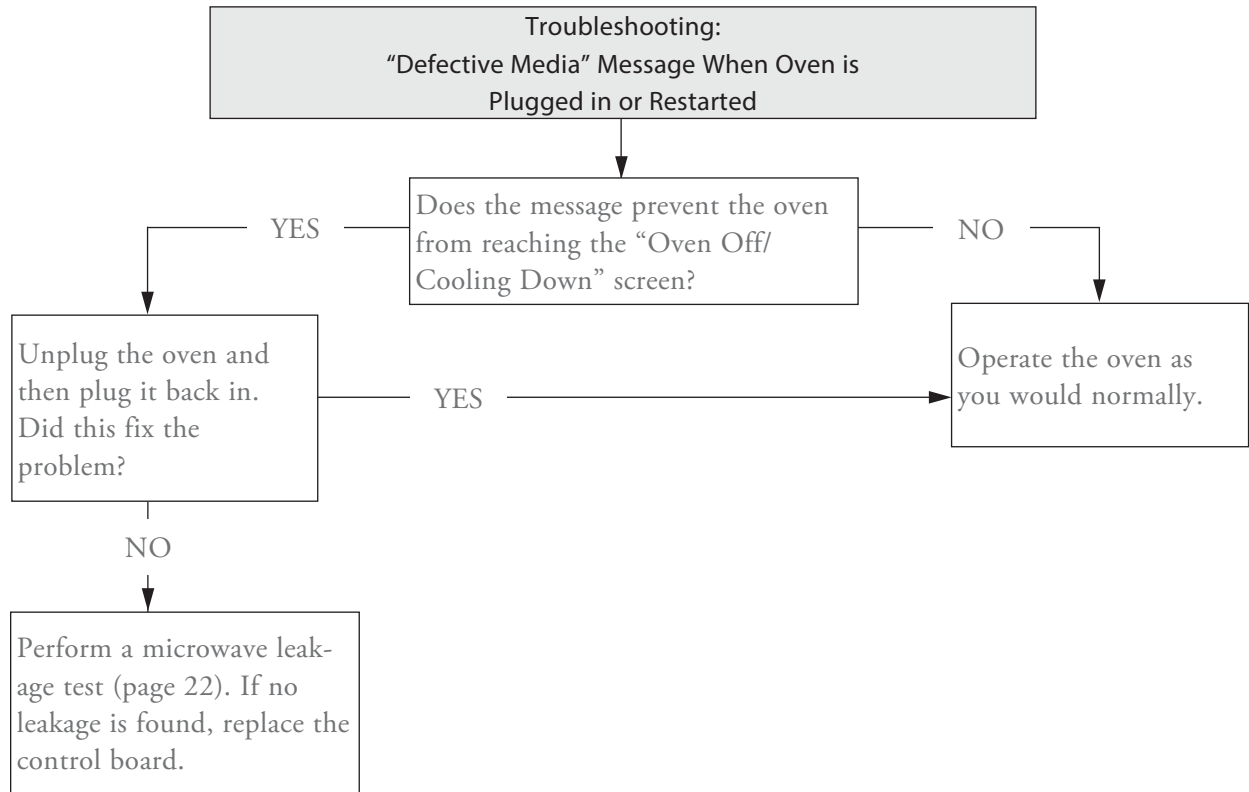 Troubleshooting:
“Defective Media” Message When Oven is
Plugged in or Restarted
Does the message prevent the oven
from reaching the “Oven Off/
Cooling Down” screen?
YES
NO
Unplug the oven and
then plug it back in.
Did this fix the
problem?
YES
Operate the oven as
you would normally.
NO
Perform a microwave leak-
age test (page 22). If no
leakage is found, replace the
control board.